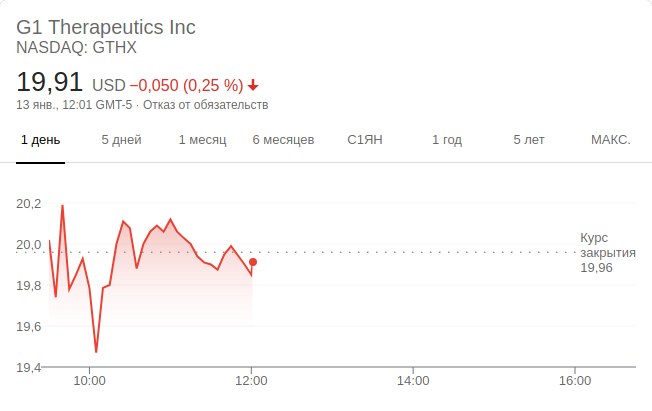 G1 Therapeutics Inc
NASDAQ: GTHX
19,91 USD −0,050 (0,25 %)
13 янв., 12:01 GMT-5 · Отказ от обязательств
1 день 5 дней 1 месяц 6 месяцев С1ЯН 1 год 5 лет МАКС.
20,2
20,0
19,8
19,6
19,4
Курс
закрытия
19,96
10:00 12:00 14:00 16:00